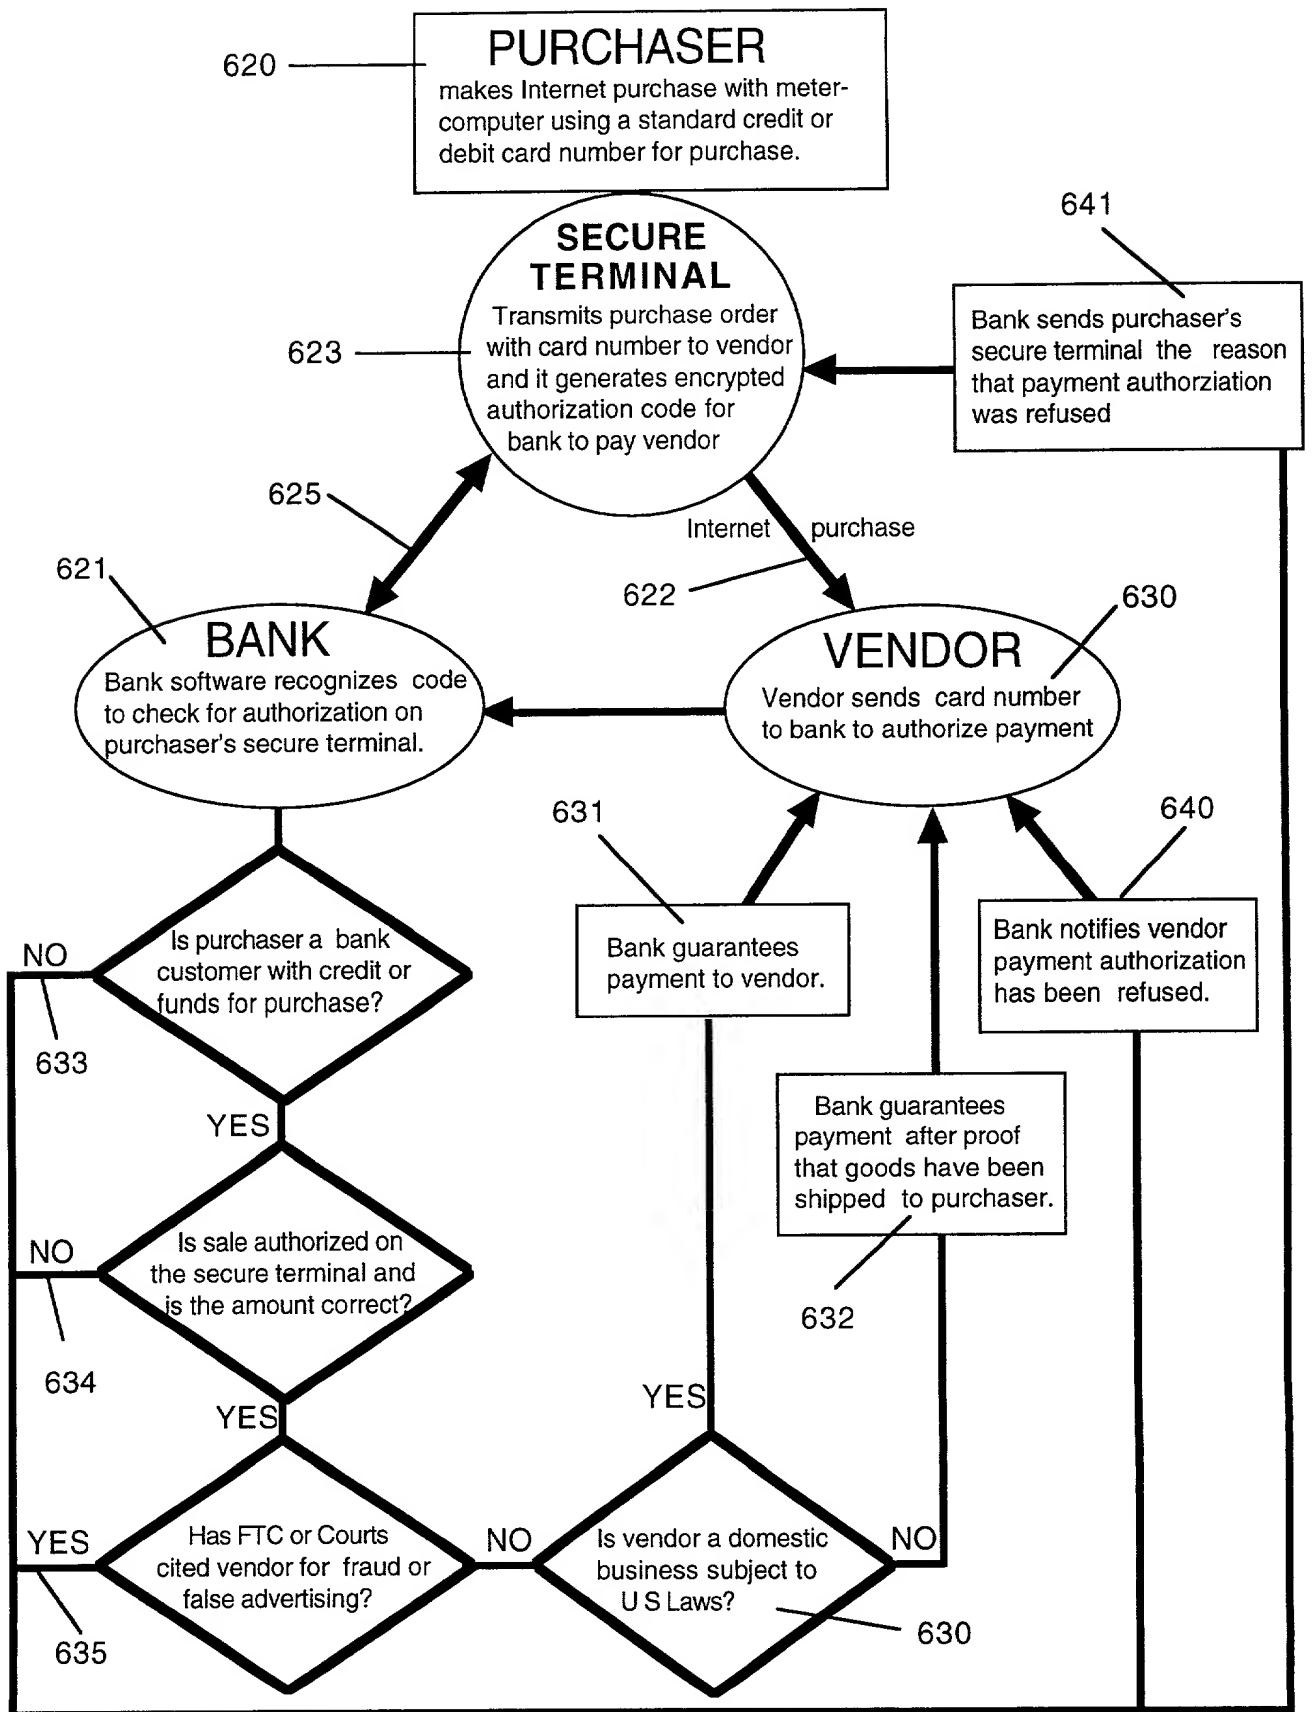 PURCHASER
620
makes Internet purchase with meter-
computer using a standard credit or
debit card number for purchase.
641
SECURE
TERMINAL
Transmits purchase order
with card number to vendor
and it generates encrypted
authorization code for
bank to pay vendor
623
Bank sends purchaser's
secure terminal the reason
that payment authorziation
was refused
625
Internet purchase
622
621
BANK
Bank software recognizes code
to check for authorization on
purchaser's secure terminal.
630
VENDOR
Vendor sends card number
to bank to authorize payment
631
640
Bank guarantees
payment to vendor.
Bank notifies vendor
payment authorization
has been refused.
NO
Is purchaser a bank
customer with credit or
funds for purchase?
633
YES
Bank guarantees
payment after proof
that goods have been
shipped to purchaser.
632
NO
Is sale authorized on
the secure terminal and
is the amount correct?
634
YES
YES
YES
Has FTC or Courts
cited vendor for fraud or
false advertising?
NO
Is vendor a domestic
business subject to
U S Laws?
NO
635
630